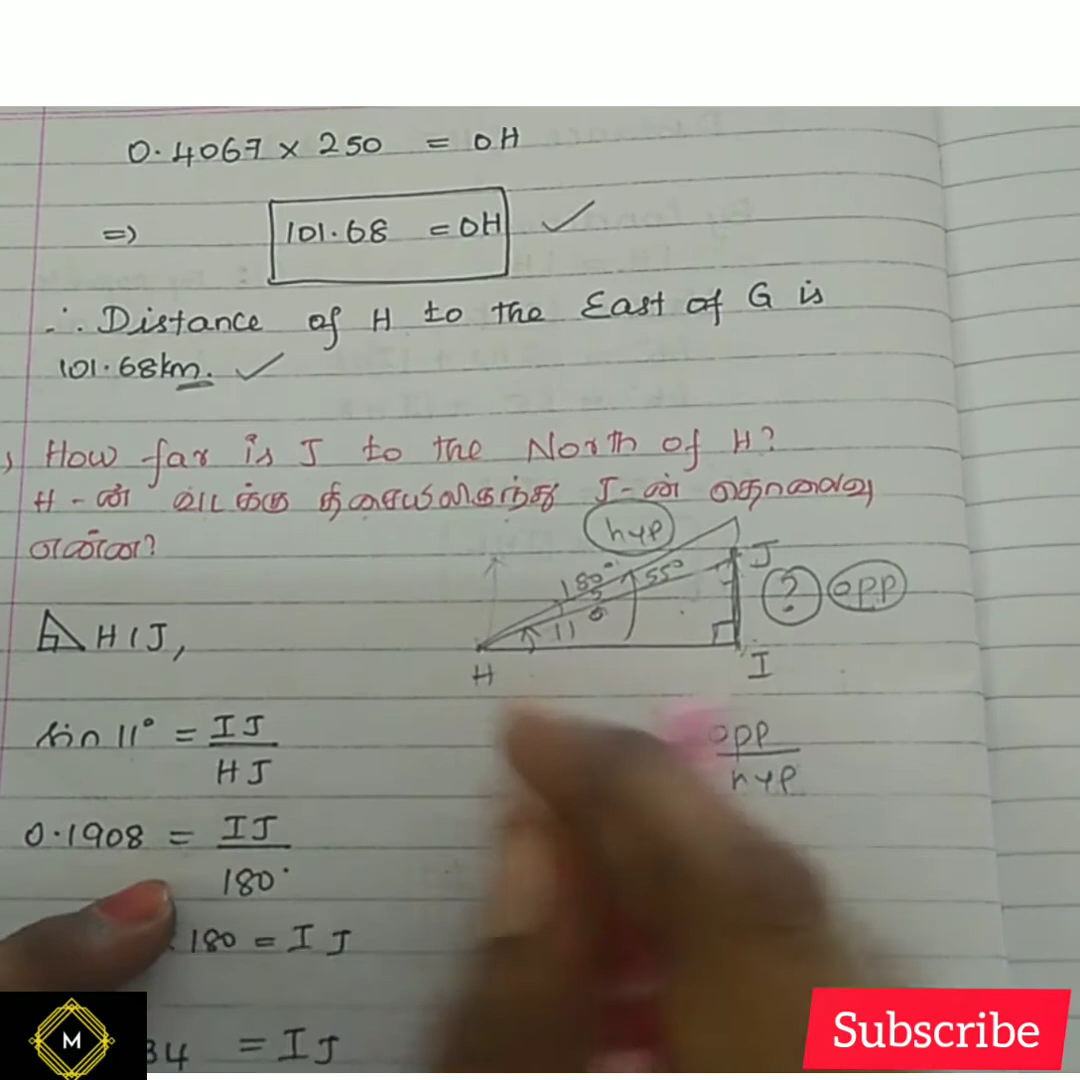 0.4067 × 250 = OH
⇒ 101.68 = OH ✓
∴ Distance of H to the East of G is
101.68km. ✓
) How far is J to the North of H?
H-ன் வடக்கு திசையிலிருந்து J-ன் தொலைவு
என்ன?
hyp
180° 55° J
? opp
5
11°
H I
HIJ,
sin 11° = IJ / HJ
opp / hyp
0.1908 = IJ / 180°
180 = IJ
34 = IJ
M
Subscribe